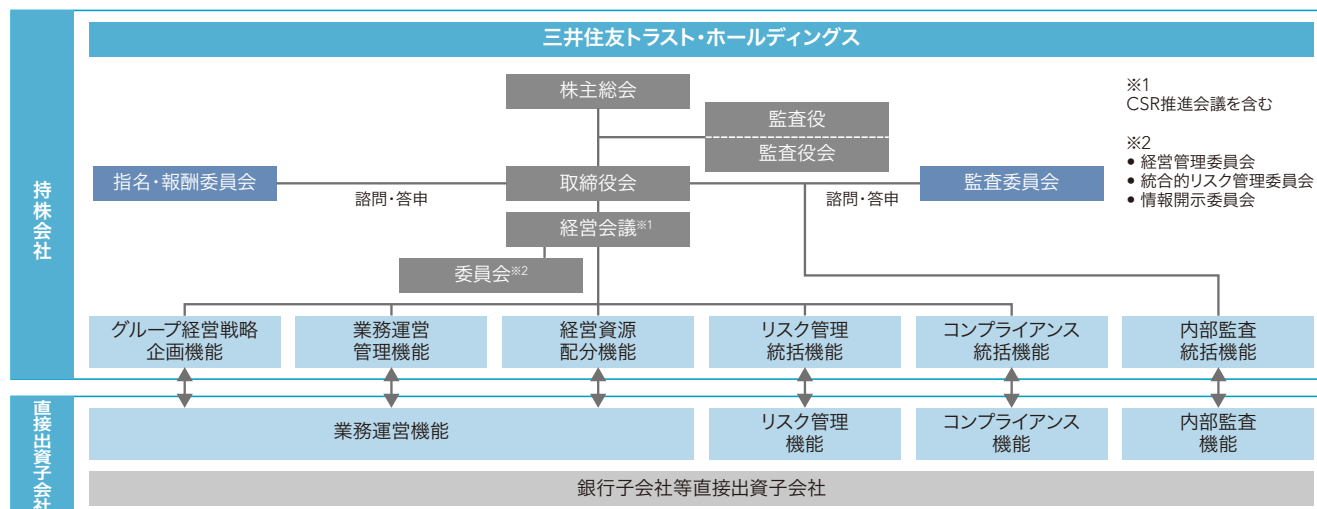 三井住友トラスト・ホールディングス
持株会社
株主総会
監査役
監査役会
※1
CSR推進会議を含む
※2
• 経営管理委員会
• 統合的リスク管理委員会
• 情報開示委員会
指名・報酬委員会
諮問・答申
取締役会
諮問・答申
監査委員会
経営会議※1
委員会※2
グループ経営戦略
企画機能
業務運営
管理機能
経営資源
配分機能
リスク管理
統括機能
コンプライアンス
統括機能
内部監査
統括機能
直接出資子会社
業務運営機能
リスク管理
機能
コンプライアンス
機能
内部監査
機能
銀行子会社等直接出資子会社